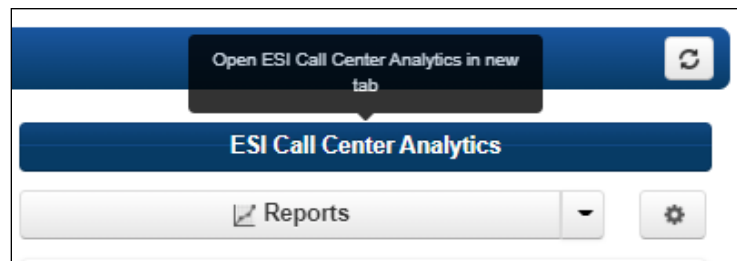 Open ESI Call Center Analytics in new
tab
ESI Call Center Analytics
Reports